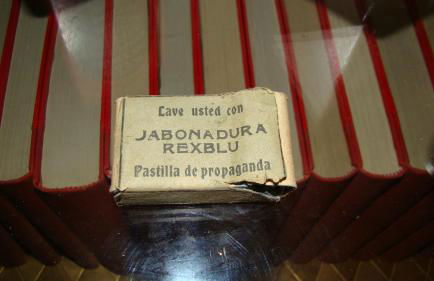 Lave usted con
JABONADURA
REXBLU
Pastilla de propaganda